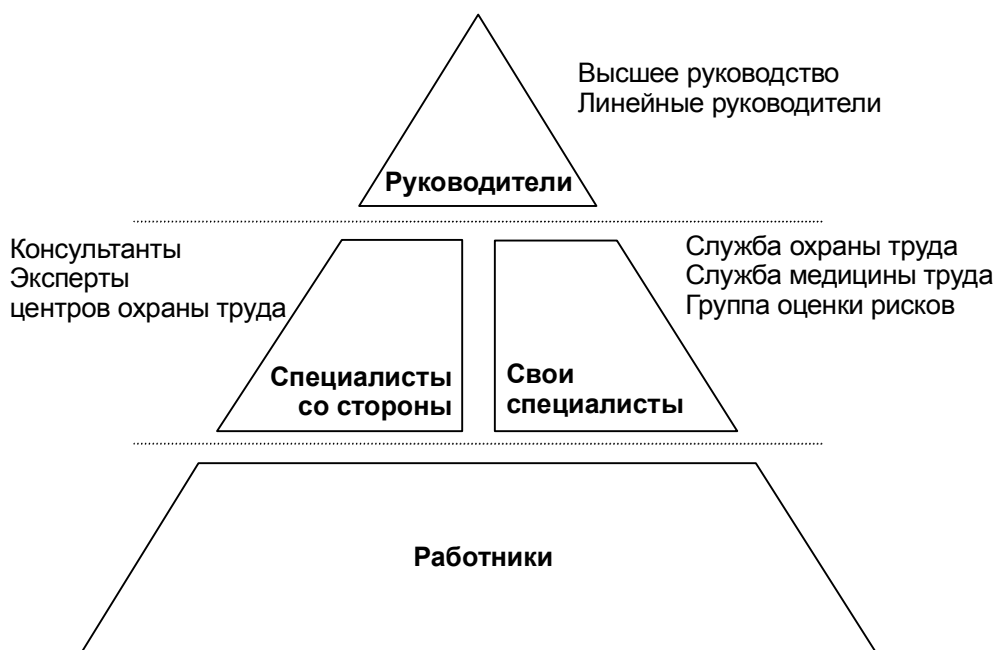 Высшее руководство
Линейные руководители
Руководители
Консультанты
Эксперты
центров охраны труда
Служба охраны труда
Служба медицины труда
Группа оценки рисков
Специалисты
со стороны
Свои
специалисты
Работники